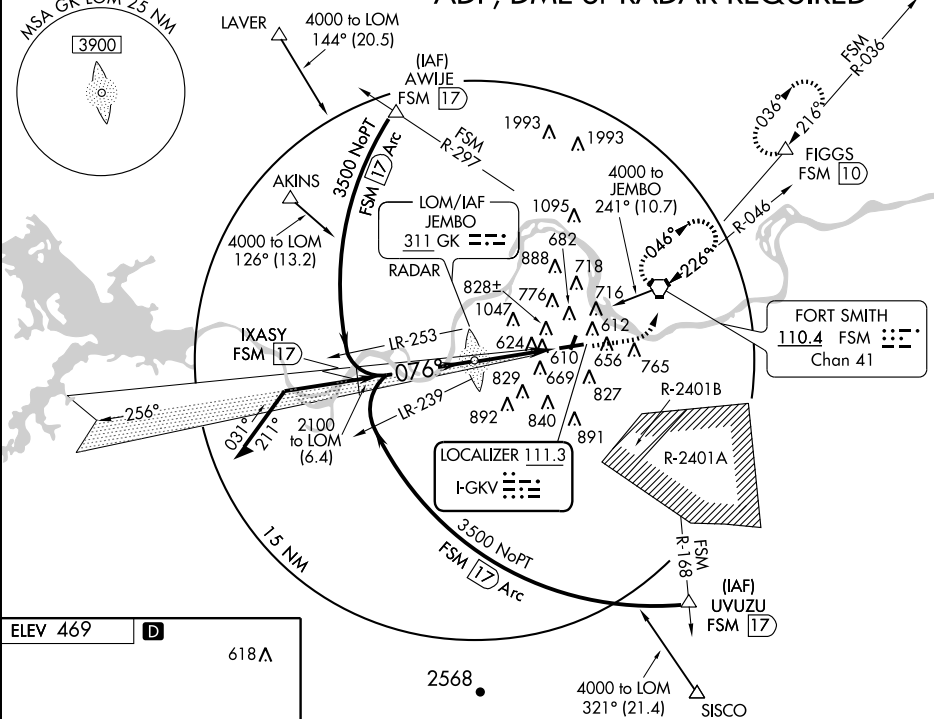 ADF, DME or RADAR REQUIRED
MSA GK LOM 25 NM
3900
LAVER
4000 to LOM
144° (20.5)
(IAF)
AWIJE
FSM 17
FSM
R-036
036°
216°
FIGGS
FSM 10
1993
1993
FSM
R-297
3500 NoPT
FSM 17 Arc
AKINS
4000 to LOM
126° (13.2)
LOM/IAF
JEMBO
311 GK
RADAR
4000 to
JEMBO
241° (10.7)
R-046
046°
226°
1095
682
888
718
828±
776
716
1047
612
624
610
656
765
FORT SMITH
110.4 FSM
Chan 41
IXASY
FSM 17
LR-253
076°
LR-239
829
669
827
892
840
891
256°
031°
211°
2100
to LOM
(6.4)
LOCALIZER 111.3
I-GKV
R-2401B
R-2401A
15 NM
3500 NoPT
FSM 17 Arc
FSM
R-168
(IAF)
UVUZU
FSM 17
ELEV 469
D
618
2568
4000 to LOM
321° (21.4)
SISCO